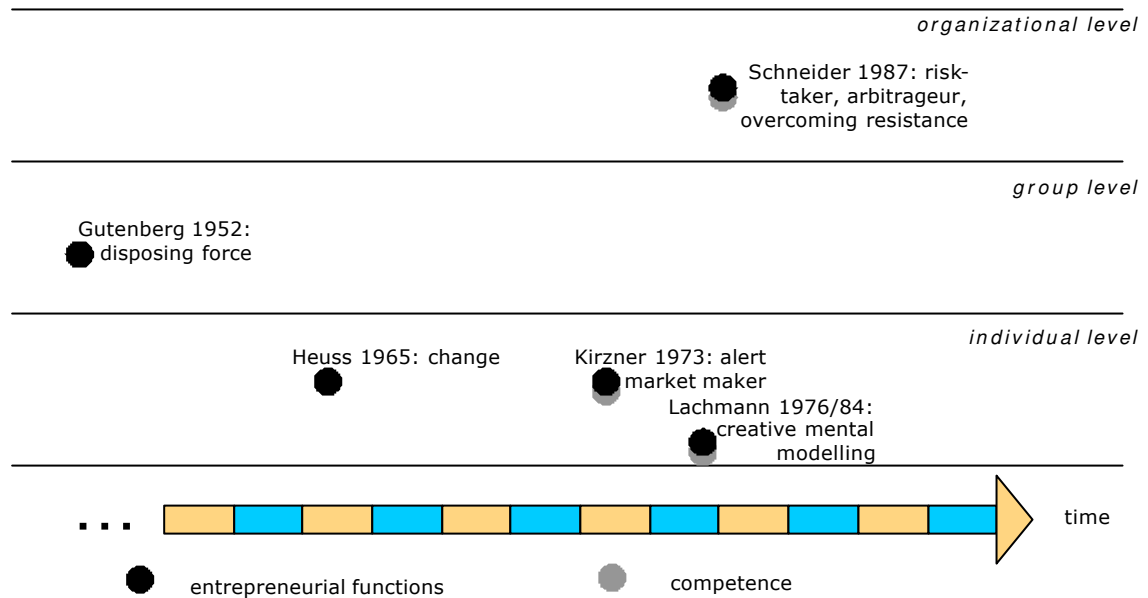 organizational level
Schneider 1987: risk-
taker, arbitrageur,
overcoming resistance
group level
Gutenberg 1952:
disposing force
individual level
Heuss 1965: change
Kirzner 1973: alert
market maker
Lachmann 1976/84:
creative mental
modelling
...
time
entrepreneurial functions
competence